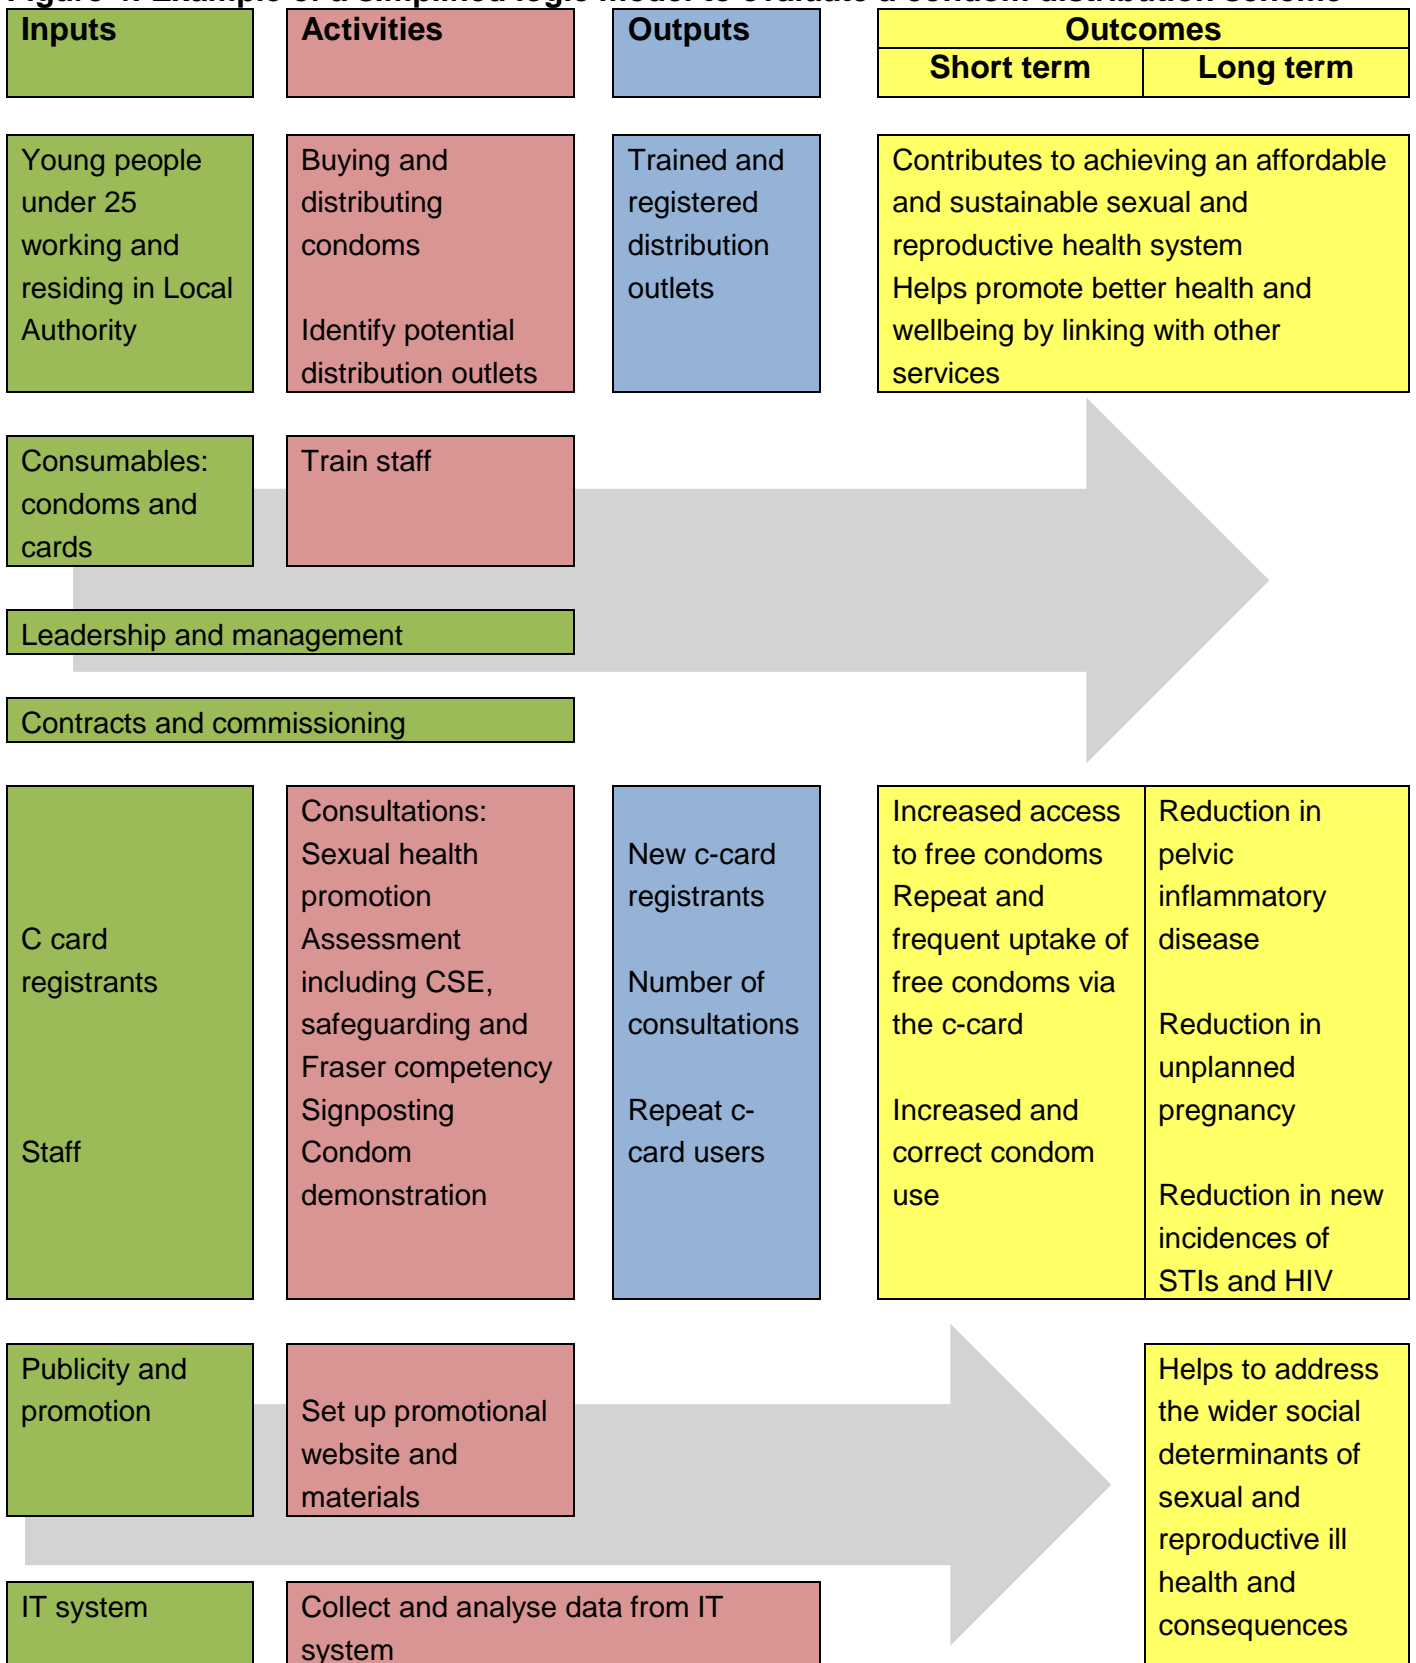 Inputs
Activities
Outputs
Outcomes
Short term
Long term
Young people
under 25
working and
residing in Local
Authority
Buying and
distributing
condoms
Identify potential
distribution outlets
Trained and
registered
distribution
outlets
Contributes to achieving an affordable
and sustainable sexual and
reproductive health system
Helps promote better health and
wellbeing by linking with other
services
Consumables:
condoms and
cards
Train staff
Leadership and management
Contracts and commissioning
C card
registrants
Staff
Consultations:
Sexual health
promotion
Assessment
including CSE,
safeguarding and
Fraser competency
Signposting
Condom
demonstration
New c-card
registrants
Number of
consultations
Repeat c-
card users
Increased access
to free condoms
Repeat and
frequent uptake of
free condoms via
the c-card
Increased and
correct condom
use
Reduction in
pelvic
inflammatory
disease
Reduction in
unplanned
pregnancy
Reduction in new
incidences of
STIs and HIV
Publicity and
promotion
Set up promotional
website and
materials
Helps to address
the wider social
determinants of
sexual and
reproductive ill
health and
consequences
IT system
Collect and analyse data from IT
system